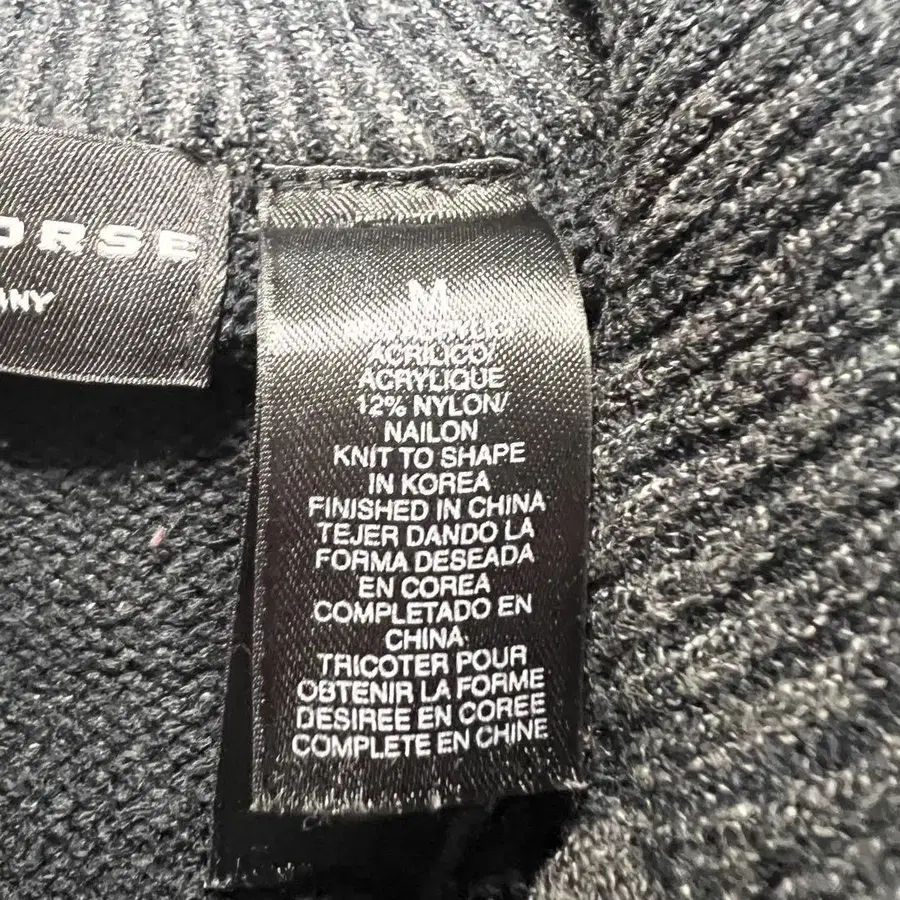 ORSE
ANY
M
ACRYLIC
ACRILICO/
ACRYLIQUE
12% NYLON/
NAILON
KNIT TO SHAPE
IN KOREA
FINISHED IN CHINA
TEJER DANDO LA
FORMA DESEADA
EN COREA
COMPLETADO EN
CHINA
TRICOTER POUR
OBTENIR LA FORME
DESIREE EN COREE
COMPLETE EN CHINE